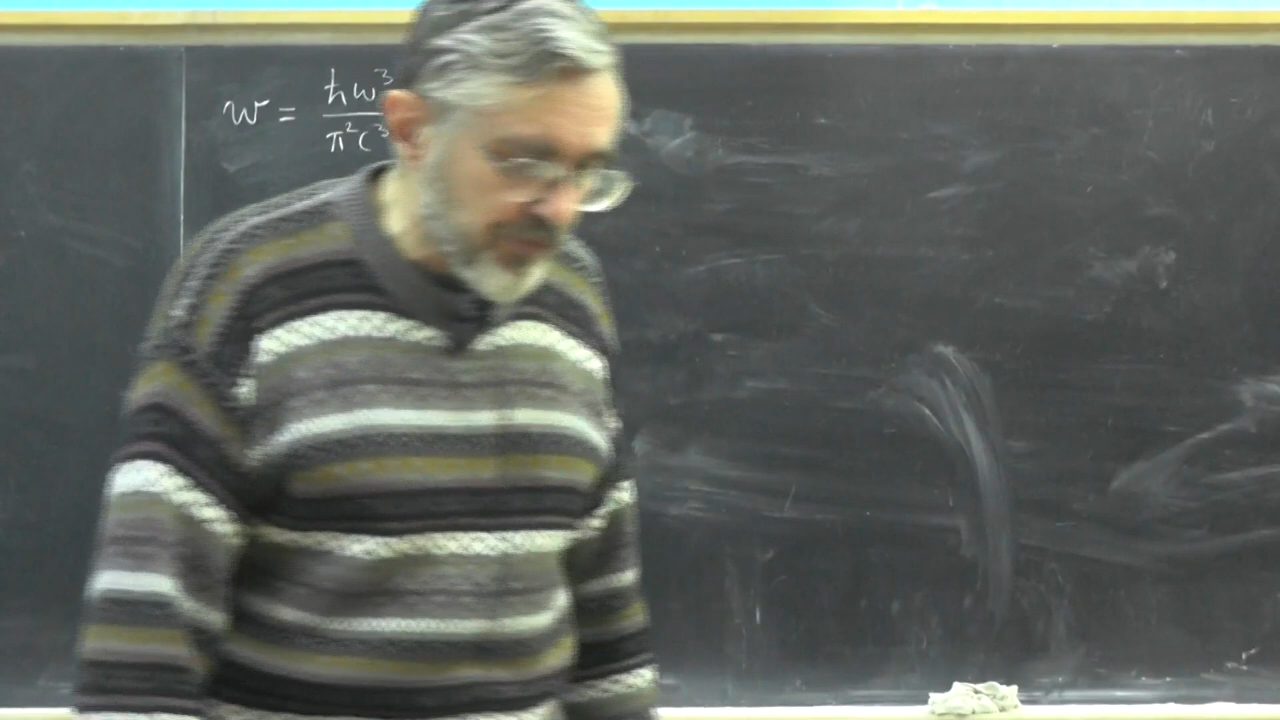 w = ħω³ / π²c³